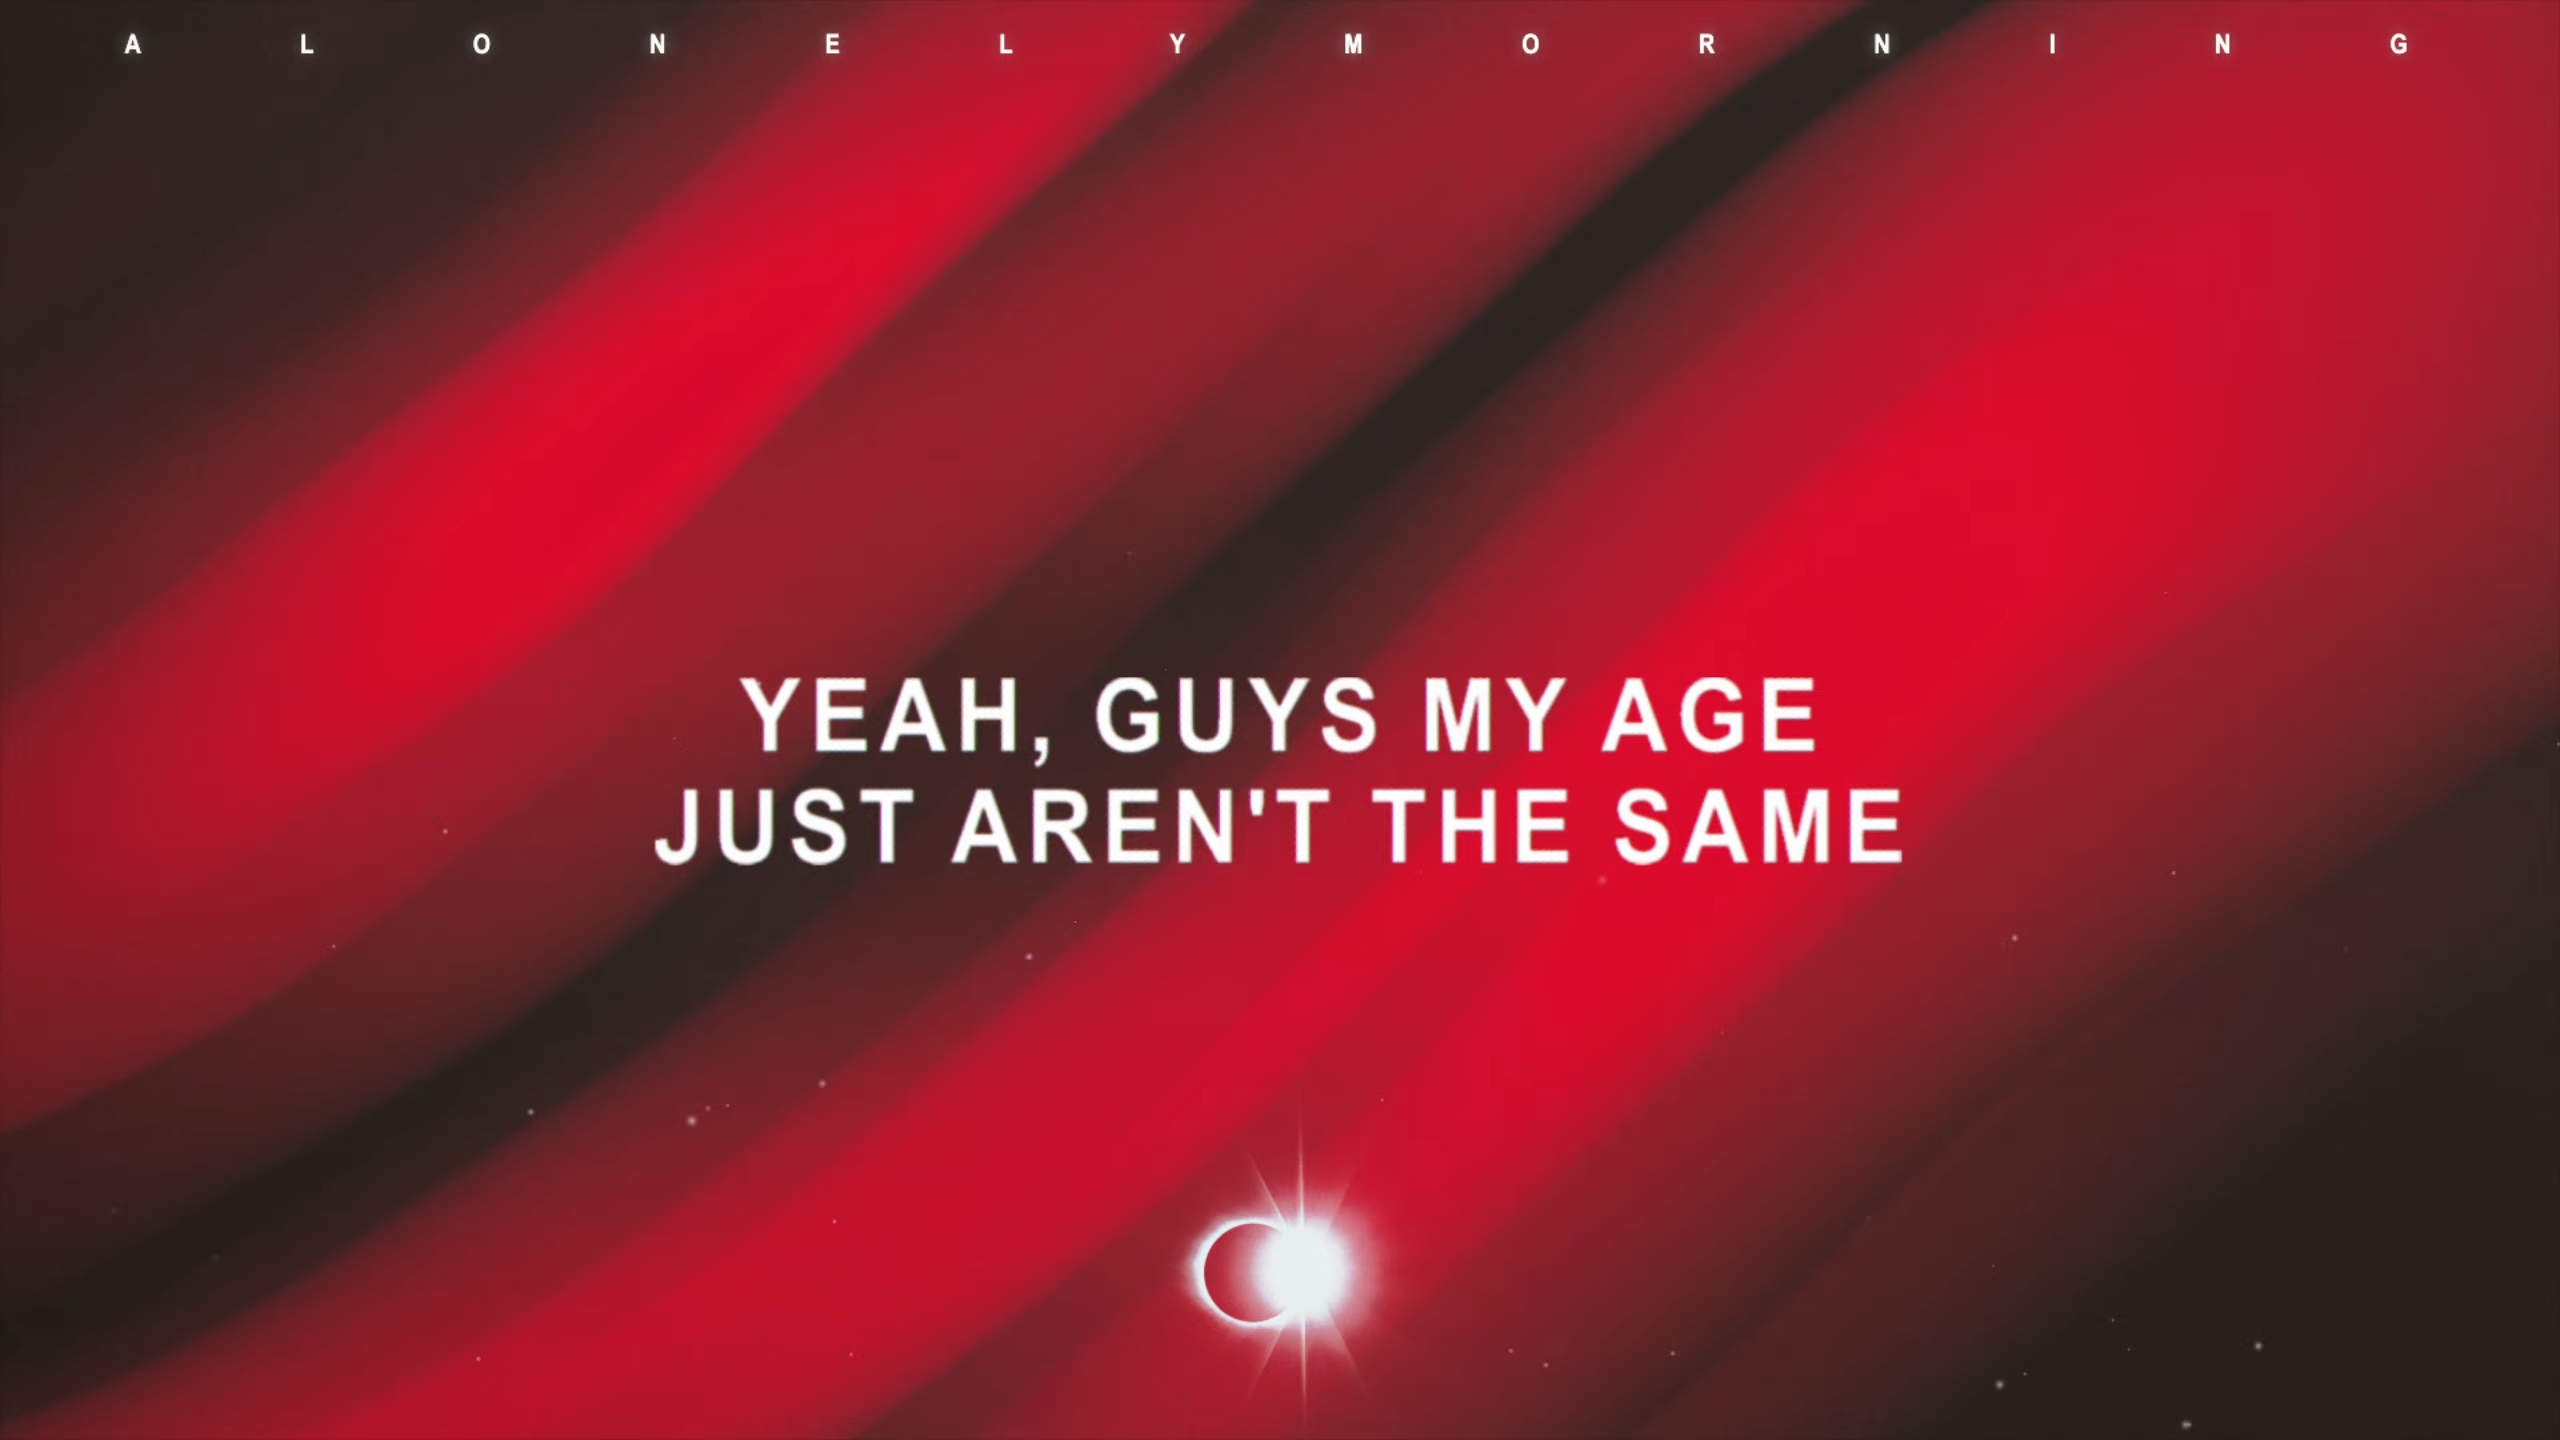 A L O N E L Y M O R N I N G
YEAH, GUYS MY AGE
JUST AREN'T THE SAME